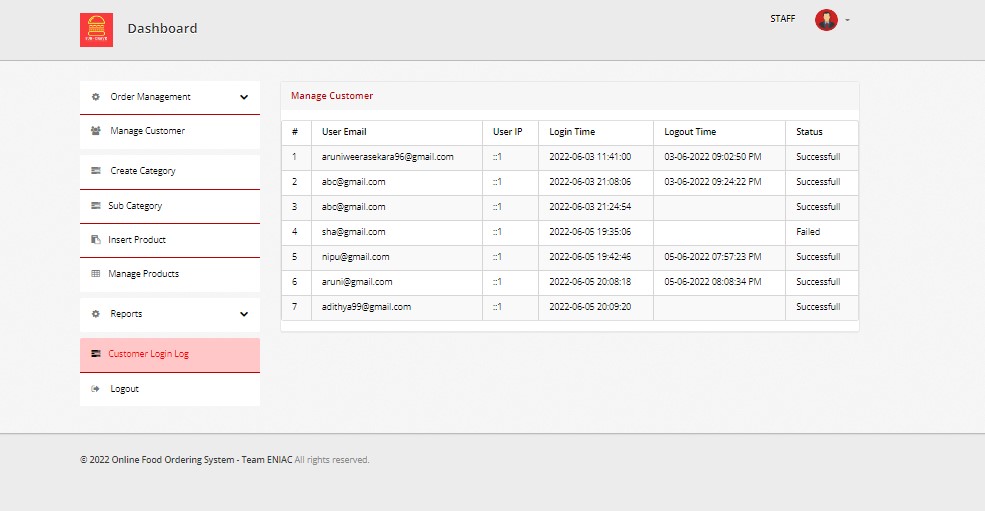 Dashboard
STAFF
Order Management
Manage Customer
Create Category
Sub Category
Insert Product
Manage Products
Reports
Customer Login Log
Logout
Manage Customer
# User Email User IP Login Time Logout Time Status
1 aruniweerasekara96@gmail.com ::1 2022-06-03 11:41:00 03-06-2022 09:02:50 PM Successfull
2 abc@gmail.com ::1 2022-06-03 21:08:06 03-06-2022 09:24:22 PM Successfull
3 abc@gmail.com ::1 2022-06-03 21:24:54 Successfull
4 sha@gmail.com ::1 2022-06-05 19:35:06 Failed
5 nipu@gmail.com ::1 2022-06-05 19:42:46 05-06-2022 07:57:23 PM Successfull
6 aruni@gmail.com ::1 2022-06-05 20:08:18 05-06-2022 08:08:34 PM Successfull
7 adithya99@gmail.com ::1 2022-06-05 20:09:20 Successfull
© 2022 Online Food Ordering System - Team ENIAC All rights reserved.